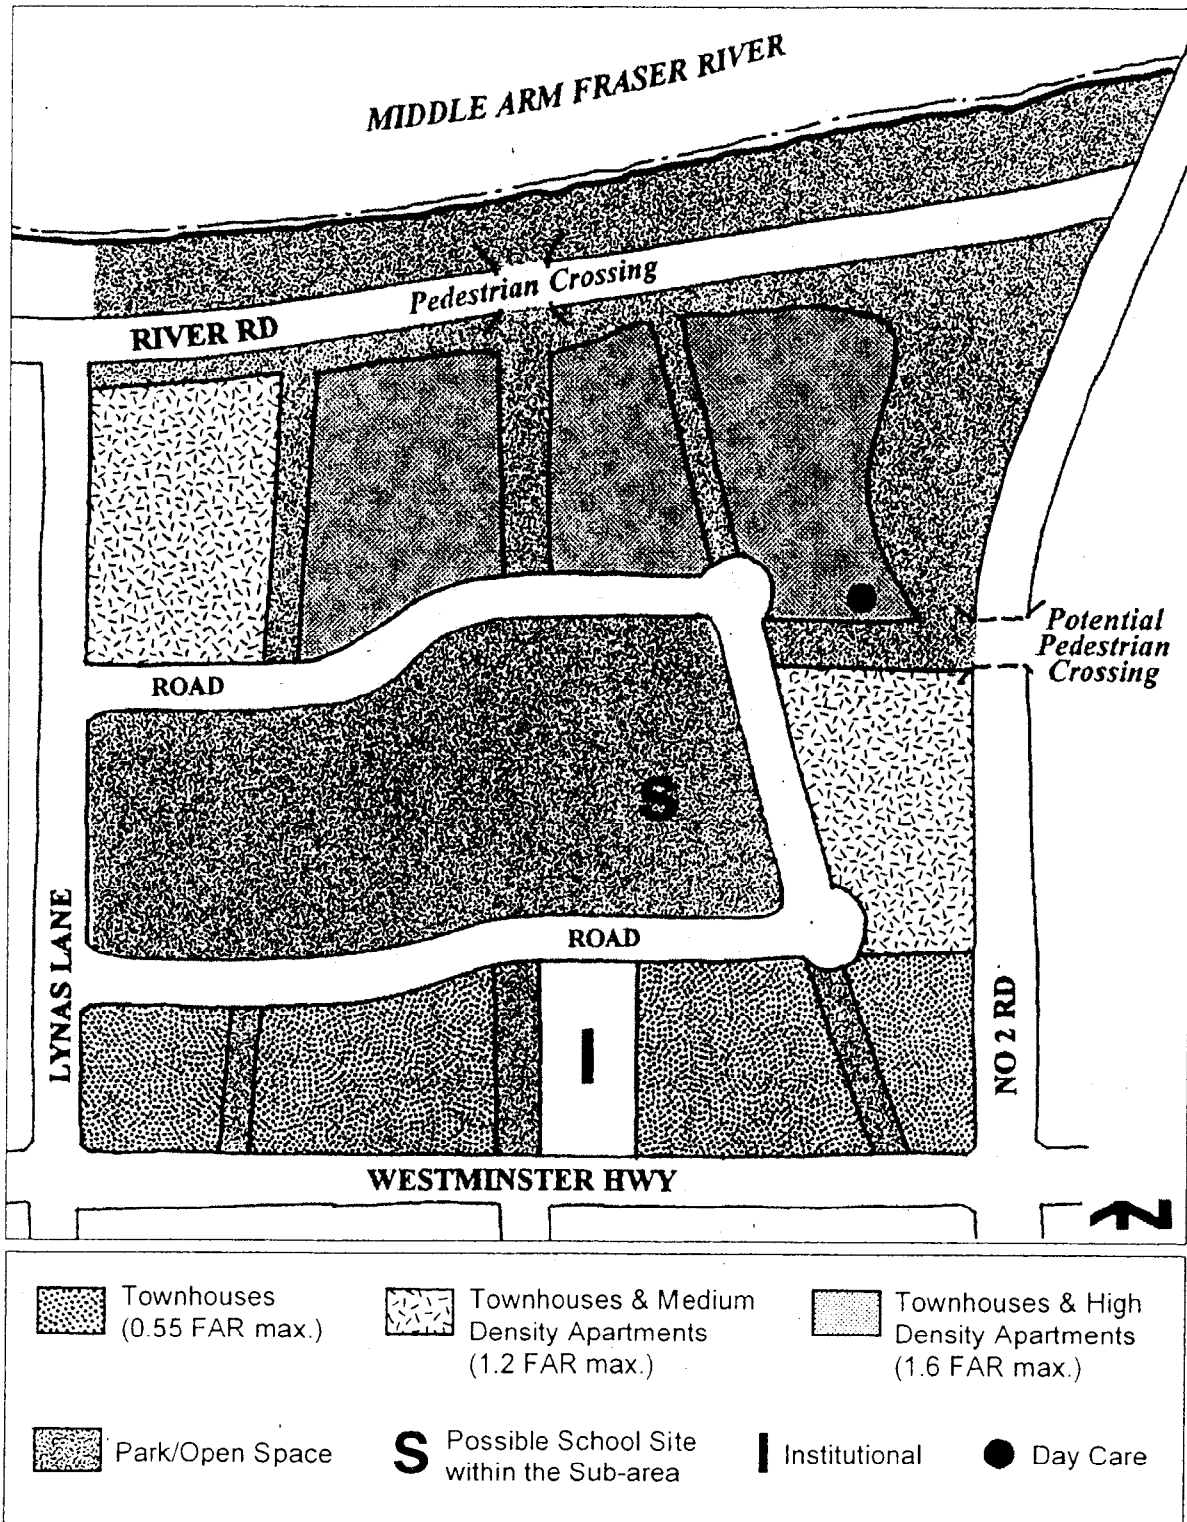 MIDDLE ARM FRASER RIVER
Pedestrian Crossing
RIVER RD
Potential
Pedestrian
Crossing
ROAD
S
ROAD
LYNAS LANE
I
NO 2 RD
WESTMINSTER HWY
N
Townhouses
(0.55 FAR max.)
Townhouses & Medium
Density Apartments
(1.2 FAR max.)
Townhouses & High
Density Apartments
(1.6 FAR max.)
Park/Open Space
S Possible School Site
within the Sub-area
I Institutional
Day Care